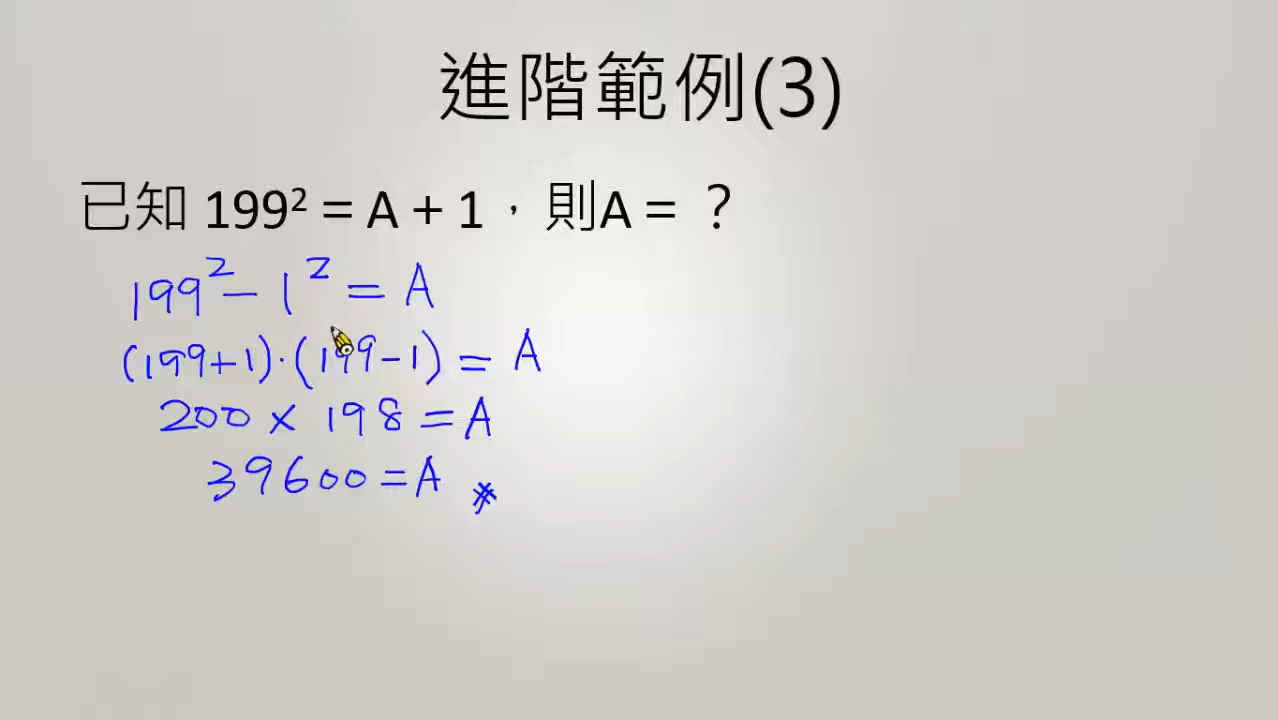 進階範例(3)
已知 199² = A + 1，則A = ？
199² - 1² = A
(199+1)·(199-1) = A
200 × 198 = A
39600 = A